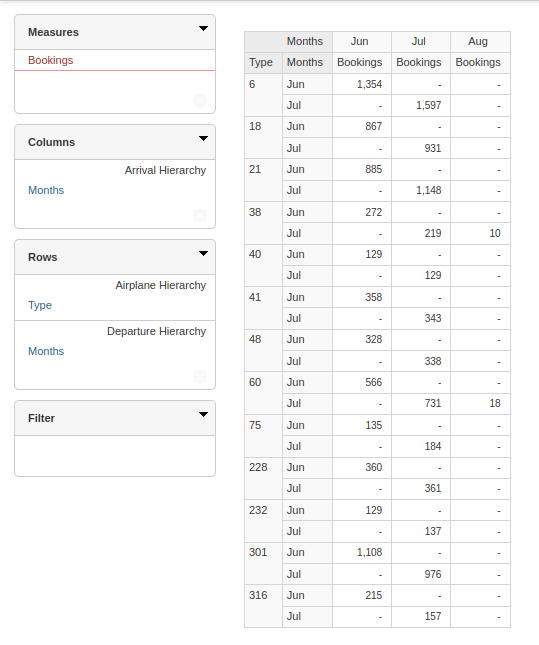 Measures
Bookings
Columns
Arrival Hierarchy
Months
Rows
Airplane Hierarchy
Type
Departure Hierarchy
Months
Filter
Months Jun Jul Aug
Type Months Bookings Bookings Bookings
6 Jun 1,354 - -
Jul - 1,597 -
18 Jun 867 - -
Jul - 931 -
21 Jun 885 - -
Jul - 1,148 -
38 Jun 272 - -
Jul - 219 10
40 Jun 129 - -
Jul - 129 -
41 Jun 358 - -
Jul - 343 -
48 Jun 328 - -
Jul - 338 -
60 Jun 566 - -
Jul - 731 18
75 Jun 135 - -
Jul - 184 -
228 Jun 360 - -
Jul - 361 -
232 Jun 129 - -
Jul - 137 -
301 Jun 1,108 - -
Jul - 976 -
316 Jun 215 - -
Jul - 157 -